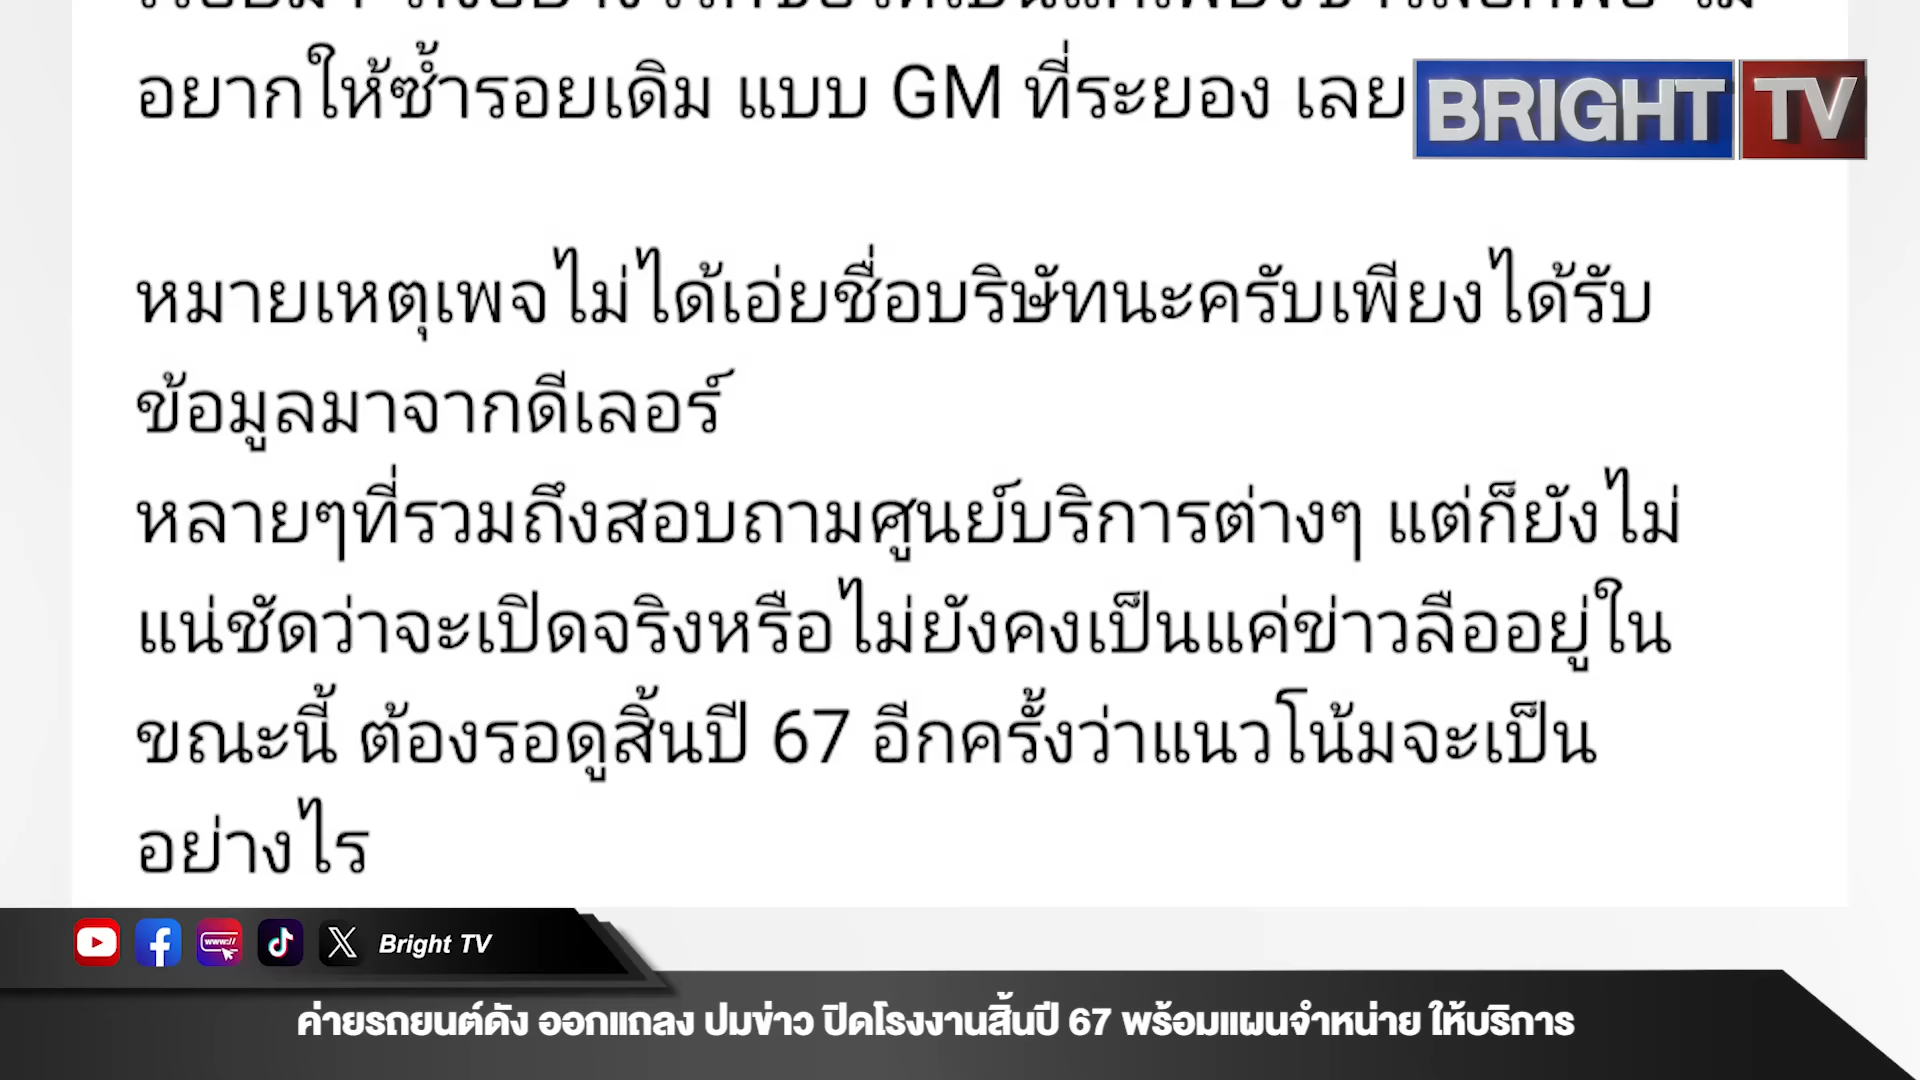 อยากให้ซ้ำรอยเดิม แบบ GM ที่ระยอง เลย
BRIGHT TV
หมายเหตุเพจไม่ได้เอ่ยชื่อบริษัทนะครับเพียงได้รับ
ข้อมูลมาจากดีเลอร์
หลายๆที่รวมถึงสอบถามศูนย์บริการต่างๆ แต่ก็ยังไม่
แน่ชัดว่าจะเปิดจริงหรือไม่ยังคงเป็นแค่ข่าวลืออยู่ใน
ขณะนี้ ต้องรอดูสิ้นปี 67 อีกครั้งว่าแนวโน้มจะเป็น
อย่างไร
www://
Bright TV
ค่ายรถยนต์ดัง ออกแถลง ปมข่าว ปิดโรงงานสิ้นปี 67 พร้อมแผนจำหน่าย ให้บริการ